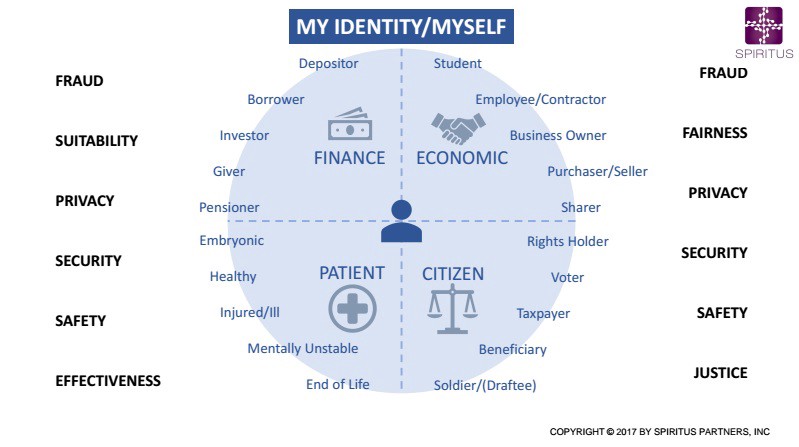 MY IDENTITY/MYSELF
SPIRITUS
FRAUD
SUITABILITY
PRIVACY
SECURITY
SAFETY
EFFECTIVENESS
Depositor
Borrower
Investor
Giver
Pensioner
FINANCE
Student
Employee/Contractor
Business Owner
Purchaser/Seller
Sharer
ECONOMIC
Embryonic
Healthy
Injured/Ill
Mentally Unstable
End of Life
PATIENT
Rights Holder
Voter
Taxpayer
Beneficiary
Soldier/(Draftee)
CITIZEN
FRAUD
FAIRNESS
PRIVACY
SECURITY
SAFETY
JUSTICE
COPYRIGHT © 2017 BY SPIRITUS PARTNERS, INC